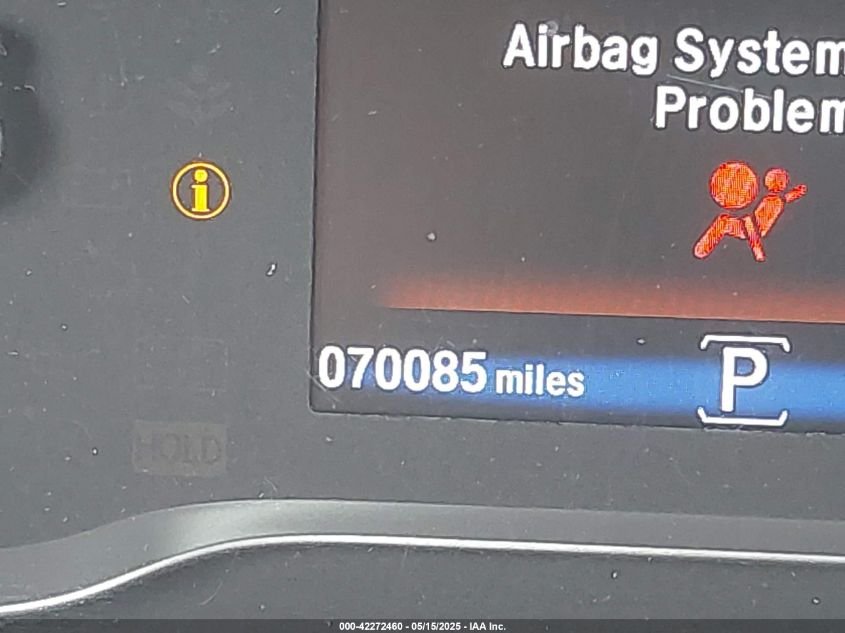 Airbag System
Problem
070085 miles
P
HOLD
000-42272460 - 05/15/2025 - IAA Inc.